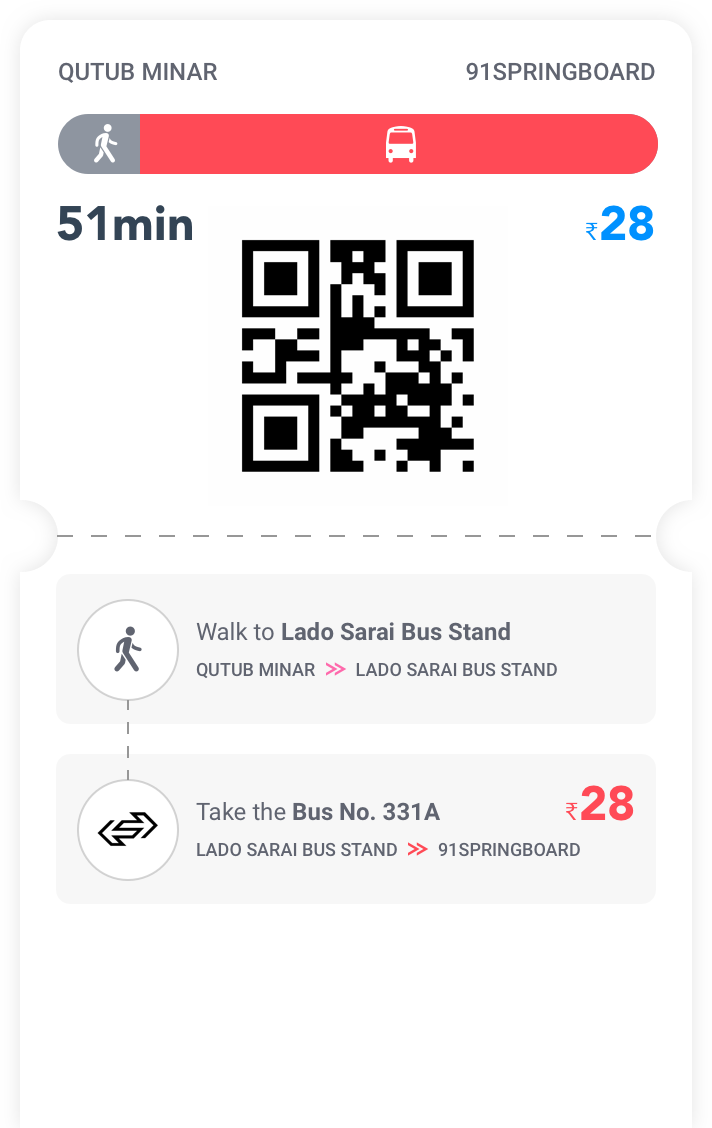 QUTUB MINAR 91SPRINGBOARD
51min ₹28
Walk to Lado Sarai Bus Stand
QUTUB MINAR >> LADO SARAI BUS STAND
Take the Bus No. 331A ₹28
LADO SARAI BUS STAND >> 91SPRINGBOARD